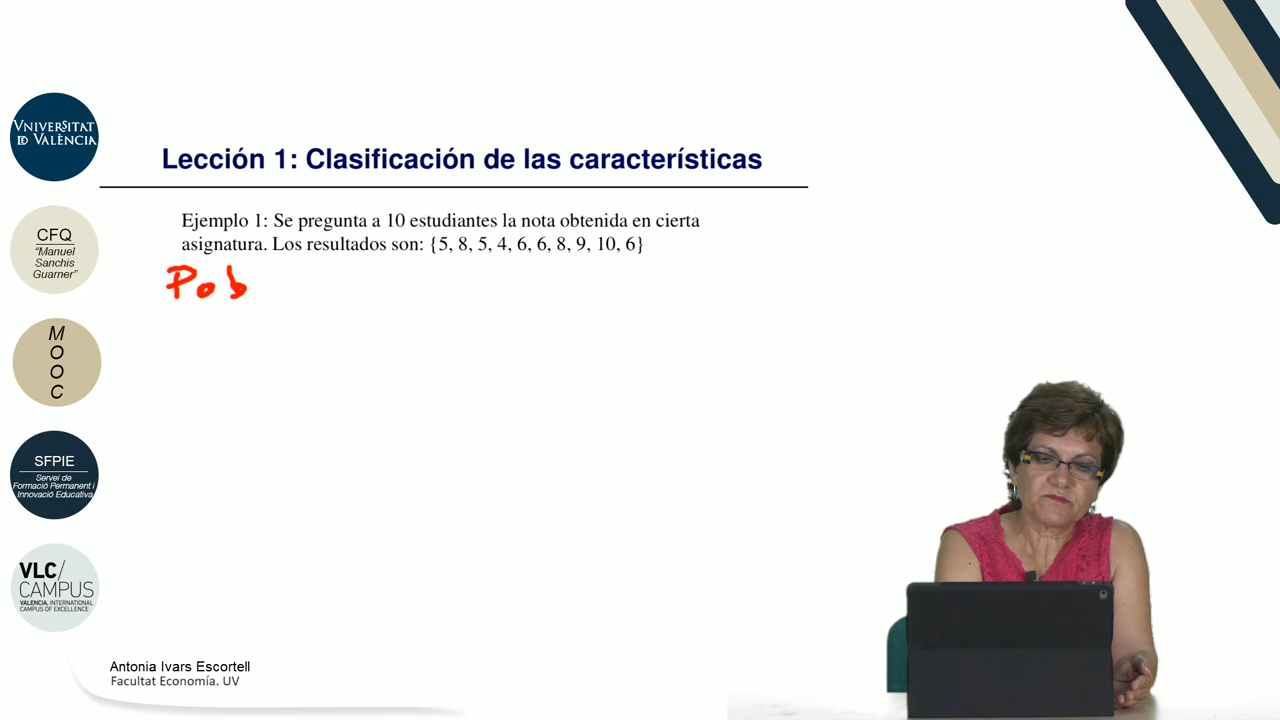 Lección 1: Clasificación de las características
Ejemplo 1: Se pregunta a 10 estudiantes la nota obtenida en cierta
asignatura. Los resultados son: {5, 8, 5, 4, 6, 6, 8, 9, 10, 6}
Pob
VNIVERSITAT
ID VALÈNCIA
CFQ
"Manuel
Sanchis
Guarner"
M
O
O
C
SFPIE
Servei de
Formació Permanent i
Innovació Educativa
VLC/
CAMPUS
VALENCIA, INTERNATIONAL
CAMPUS OF EXCELLENCE
Antonia Ivars Escortell
Facultat Economía. UV